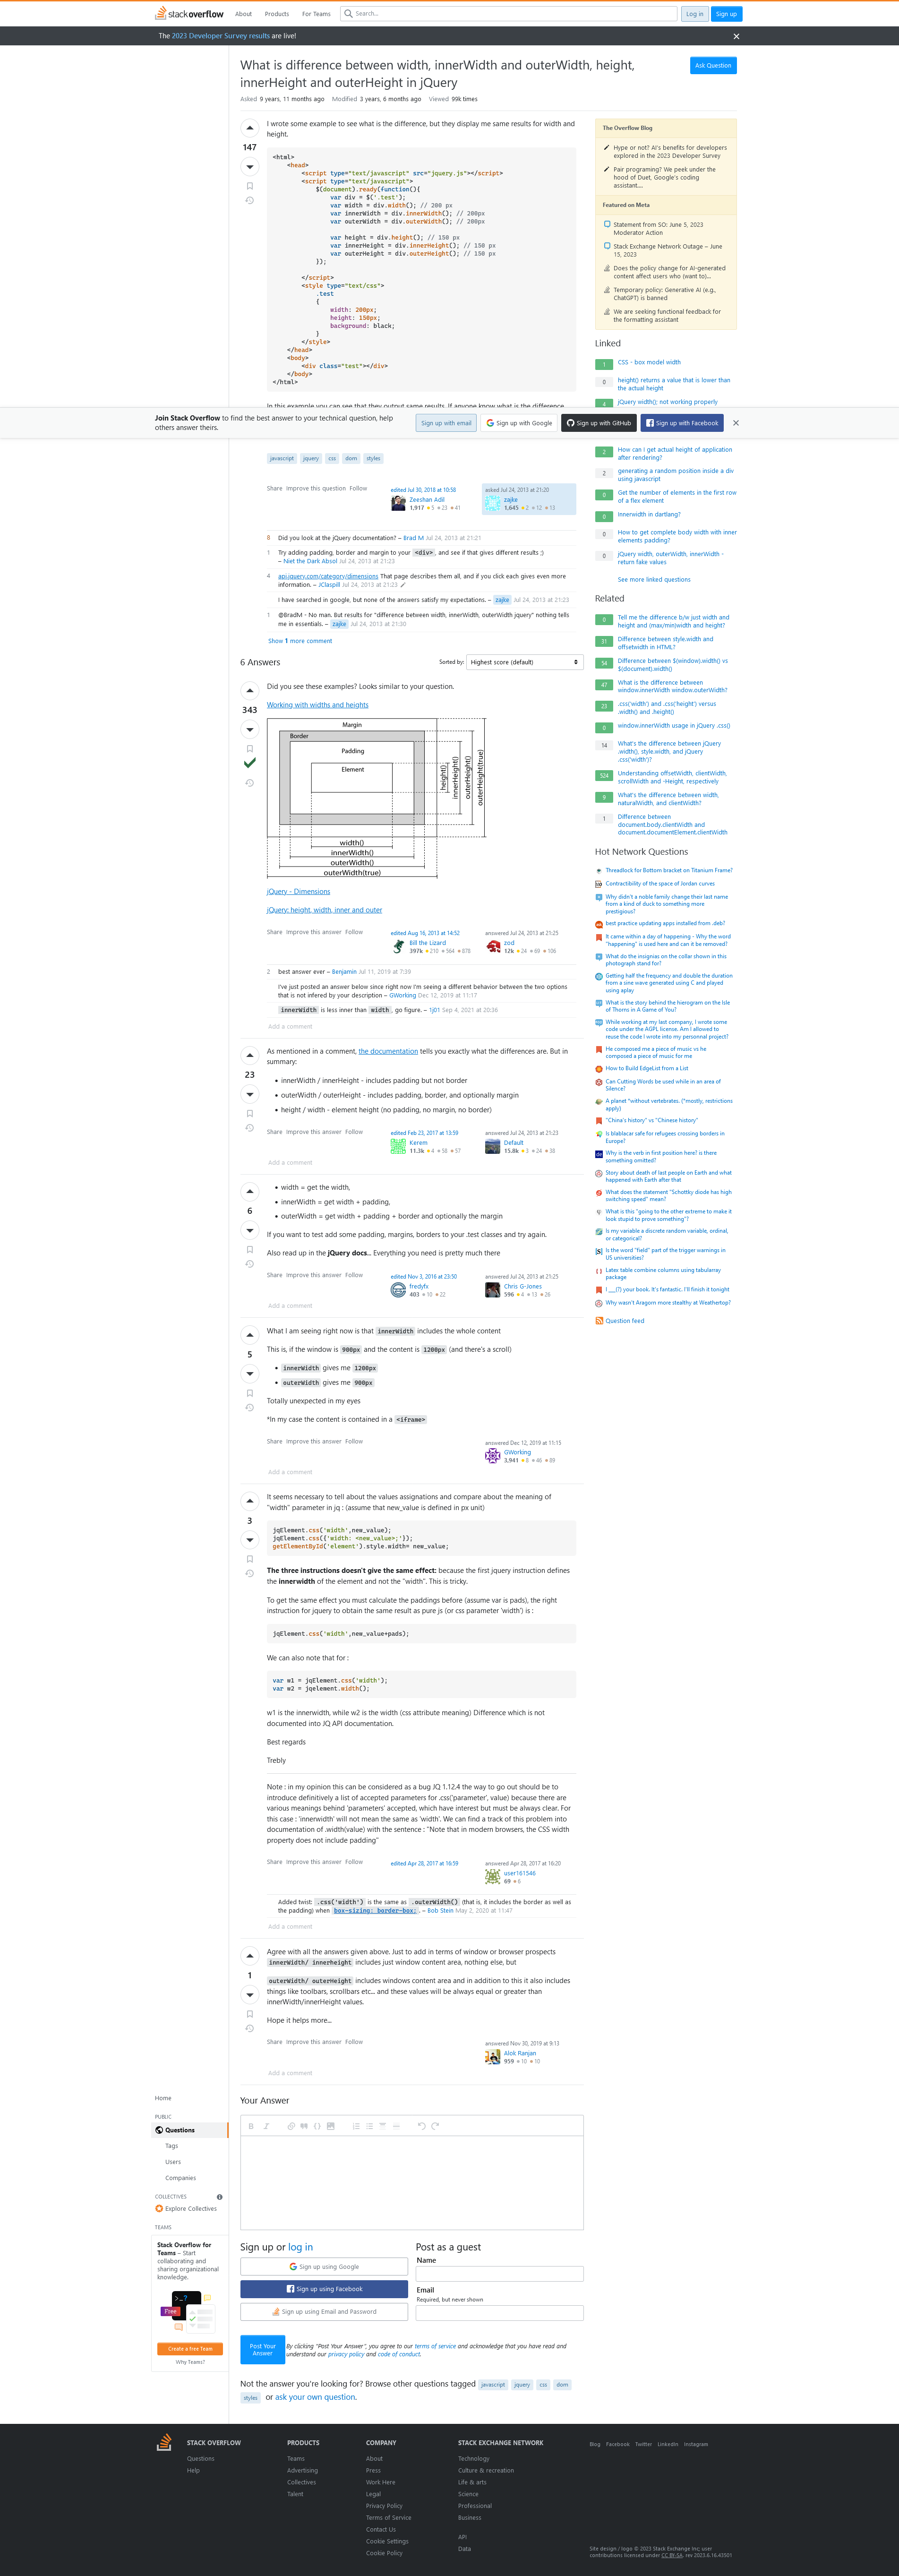 stackoverflow
About
Products
For Teams
Search...
Log in
Sign up
The 2023 Developer Survey results are live!
What is difference between width, innerWidth and outerWidth, height,
innerHeight and outerHeight in jQuery
Ask Question
Asked 9 years, 11 months ago Modified 3 years, 6 months ago Viewed 99k times
147
I wrote some example to see what is the difference, but they display me same results for width and
height.
<html>
<head>
<script type="text/javascript" src="jquery.js"></script>
<script type="text/javascript">
$(document).ready(function(){
var div = $('.test');
var width = div.width(); // 200 px
var innerWidth = div.innerWidth(); // 200px
var outerWidth = div.outerWidth(); // 200px
var height = div.height(); // 150 px
var innerHeight = div.innerHeight(); // 150 px
var outerHeight = div.outerHeight(); // 150 px
});
</script>
<style type="text/css">
.test
{
width: 200px;
height: 150px;
background: black;
}
</style>
</head>
<body>
<div class="test"></div>
</body>
</html>
In this example you can see that they output same results. If anyone know what is difference
Join Stack Overflow to find the best answer to your technical question, help
others answer theirs.
Sign up with email
Sign up with Google
Sign up with GitHub
Sign up with Facebook
javascript jquery css dom styles
Share Improve this question Follow
edited Jul 30, 2018 at 10:58
Zeeshan Adil
1,917 5 23 41
asked Jul 24, 2013 at 21:20
zajke
1,645 2 12 13
8 Did you look at the jQuery documentation? – Brad M Jul 24, 2013 at 21:21
1 Try adding padding, border and margin to your <div>, and see if that gives different results ;)
– Niet the Dark Absol Jul 24, 2013 at 21:23
4 api.jquery.com/category/dimensions That page describes them all, and if you click each gives even more
information. – JClaspill Jul 24, 2013 at 21:23
I have searched in google, but none of the answers satisfy my expectations. – zajke Jul 24, 2013 at 21:23
1 @BradM - No man. But results for "difference between width, innerWidth, outerWidth jquery" nothing tells
me in essentials. – zajke Jul 24, 2013 at 21:30
Show 1 more comment
6 Answers
Sorted by:
Highest score (default)
343
Did you see these examples? Looks similar to your question.
Working with widths and heights
Margin
Border
Padding
Element
height()
innerHeight()
outerHeight()
outerHeight(true)
width()
innerWidth()
outerWidth()
outerWidth(true)
jQuery - Dimensions
jQuery: height, width, inner and outer
Share Improve this answer Follow
edited Aug 16, 2013 at 14:52
Bill the Lizard
397k 210 564 878
answered Jul 24, 2013 at 21:25
zod
12k 24 69 106
2 best answer ever – Benjamin Jul 11, 2019 at 7:39
I've just posted an answer below since right now I'm seeing a different behavior between the two options
that is not infered by your description – GWorking Dec 12, 2019 at 11:17
innerWidth is less inner than width, go figure. – 1j01 Sep 4, 2021 at 20:36
Add a comment
23
As mentioned in a comment, the documentation tells you exactly what the differences are. But in
summary:
• innerWidth / innerHeight - includes padding but not border
• outerWidth / outerHeight - includes padding, border, and optionally margin
• height / width - element height (no padding, no margin, no border)
Share Improve this answer Follow
edited Feb 23, 2017 at 13:59
Kerem
11.3k 4 58 57
answered Jul 24, 2013 at 21:23
Default
15.8k 3 24 38
Add a comment
6
• width = get the width,
• innerWidth = get width + padding,
• outerWidth = get width + padding + border and optionally the margin
If you want to test add some padding, margins, borders to your .test classes and try again.
Also read up in the jQuery docs... Everything you need is pretty much there
Share Improve this answer Follow
edited Nov 3, 2016 at 23:30
fredyfx
403 10 22
answered Jul 24, 2013 at 21:25
Chris G-Jones
596 4 13 26
Add a comment
5
What I am seeing right now is that innerWidth includes the whole content
This is, if the window is 900px and the content is 1200px (and there's a scroll)
• innerWidth gives me 1200px
• outerWidth gives me 900px
Totally unexpected in my eyes
*In my case the content is contained in a <iframe>
Share Improve this answer Follow
answered Dec 12, 2019 at 11:15
GWorking
3,941 8 48 89
Add a comment
3
It seems necessary to tell about the values assignations and compare about the meaning of
"width" parameter in jq : (assume that new_value is defined in px unit)
jqElement.css('width',new_value);
jqElement.css({'width: <new_value>;'});
getElementById('element').style.width= new_value;
The three instructions doesn't give the same effect: because the first jquery instruction defines
the innerwidth of the element and not the "width". This is tricky.
To get the same effect you must calculate the paddings before (assume var is pads), the right
instruction for jquery to obtain the same result as pure js (or css parameter 'width') is :
jqElement.css('width',new_value+pads);
We can also note that for :
var w1 = jqElement.css('width');
var w2 = jqelement.width();
w1 is the innerwidth, while w2 is the width (css attribute meaning) Difference which is not
documented into JQ API documentation.
Best regards
Trebly
Note : in my opinion this can be considered as a bug JQ 1.12.4 the way to go out should be to
introduce definitively a list of accepted parameters for .css('parameter', value) because there are
various meanings behind 'parameters' accepted, which have interest but must be always clear. For
this case : 'innerwidth' will not mean the same as 'width'. We can find a track of this problem into
documentation of .width(value) with the sentence : "Note that in modern browsers, the CSS width
property does not include padding"
Share Improve this answer Follow
edited Apr 28, 2017 at 16:59
answered Apr 28, 2017 at 16:20
user161546
69 6
Added twist: .css('width') is the same as .outerWidth() (that is, it includes the border as well as
the padding) when box-sizing: border-box; . – Bob Stein May 2, 2020 at 11:47
Add a comment
1
Agree with all the answers given above. Just to add in terms of window or browser prospects
innerWidth/ innerheight includes just window content area, nothing else, but
outerWidth/ outerHeight includes windows content area and in addition to this it also includes
things like toolbars, scrollbars etc... and these values will be always equal or greater than
innerWidth/innerHeight values.
Hope it helps more...
Share Improve this answer Follow
answered Nov 30, 2019 at 9:13
Alok Ranjan
959 10 10
Add a comment
Your Answer
Sign up or log in
Sign up using Google
Sign up using Facebook
Sign up using Email and Password
Post as a guest
Name
Email
Required, but never shown
Post Your
Answer
By clicking "Post Your Answer", you agree to our terms of service and acknowledge that you have read and
understand our privacy policy and code of conduct.
Not the answer you're looking for? Browse other questions tagged javascript jquery css dom
styles or ask your own question.
The Overflow Blog
Hype or not? AI's benefits for developers
explored in the 2023 Developer Survey
Pair programing? We peek under the
hood of Duet, Google's coding
assistant....
Featured on Meta
Statement from SO: June 5, 2023
Moderator Action
Stack Exchange Network Outage – June
15, 2023
Does the policy change for AI-generated
content affect users who (want to)...
Temporary policy: Generative AI (e.g.,
ChatGPT) is banned
We are seeking functional feedback for
the formatting assistant
Linked
1 CSS - box model width
0 height() returns a value that is lower than
the actual height
4 jQuery width(); not working properly
2 How can I get actual height of application
after rendering?
2 generating a random position inside a div
using javascript
0 Get the number of elements in the first row
of a flex element
0 Innerwidth in dartlang?
0 How to get complete body width with inner
elements padding?
0 jQuery width, outerWidth, innerWidth -
return fake values
See more linked questions
Related
0 Tell me the difference b/w just width and
height and (max/min)width and height?
31 Difference between style.width and
offsetwidth in HTML?
54 Difference between $(window).width() vs
$(document).width()
47 What is the difference between
window.innerWidth window.outerWidth?
23 .css('width') and .css('height') versus
.width() and .height()
0 window.innerWidth usage in jQuery .css()
14 What's the difference between jQuery
.width(), style.width, and jQuery
.css('width')?
524 Understanding offsetWidth, clientWidth,
scrollWidth and -Height, respectively
9 What's the difference between width,
naturalWidth, and clientWidth?
1 Difference between
document.body.clientWidth and
document.documentElement.clientWidth
Hot Network Questions
Threadlock for Bottom bracket on Titanium Frame?
Contractibility of the space of Jordan curves
Why didn't a noble family change their last name
from a kind of duck to something more
prestigious?
best practice updating apps installed from .deb?
It came within a day of happening - Why the word
"happening" is used here and can it be removed?
What do the insignias on the collar shown in this
photograph stand for?
Getting half the frequency and double the duration
from a sine wave generated using C and played
using aplay
What is the story behind the hierogram on the Isle
of Thorns in A Game of You?
While working at my last company, I wrote some
code under the AGPL license. Am I allowed to
reuse the code I wrote into my personnal project?
He composed me a piece of music vs he
composed a piece of music for me
How to Build EdgeList from a List
Can Cutting Words be used while in an area of
Silence?
A planet *without vertebrates. (*mostly, restrictions
apply)
"China's history" vs "Chinese history"
Is blablacar safe for refugees crossing borders in
Europe?
Why is the verb in first position here? is there
something omitted?
Story about death of last people on Earth and what
happened with Earth after that
What does the statement "Schottky diode has high
switching speed" mean?
What is this "going to the other extreme to make it
look stupid to prove something"?
Is my variable a discrete random variable, ordinal,
or categorical?
Is the word "field" part of the trigger warnings in
US universities?
Latex table combine columns using tabularray
package
I ___(?) your book. It's fantastic. I'll finish it tonight
Why wasn't Aragorn more stealthy at Weathertop?
Question feed
Home
PUBLIC
Questions
Tags
Users
Companies
COLLECTIVES
Explore Collectives
TEAMS
Stack Overflow for
Teams – Start
collaborating and
sharing organizational
knowledge.
Free
Create a free Team
Why Teams?
STACK OVERFLOW
Questions
Help
PRODUCTS
Teams
Advertising
Collectives
Talent
COMPANY
About
Press
Work Here
Legal
Privacy Policy
Terms of Service
Contact Us
Cookie Settings
Cookie Policy
STACK EXCHANGE NETWORK
Technology
Culture & recreation
Life & arts
Science
Professional
Business
API
Data
Blog Facebook Twitter LinkedIn Instagram
Site design / logo © 2023 Stack Exchange Inc; user
contributions licensed under CC BY-SA. rev 2023.6.16.43501